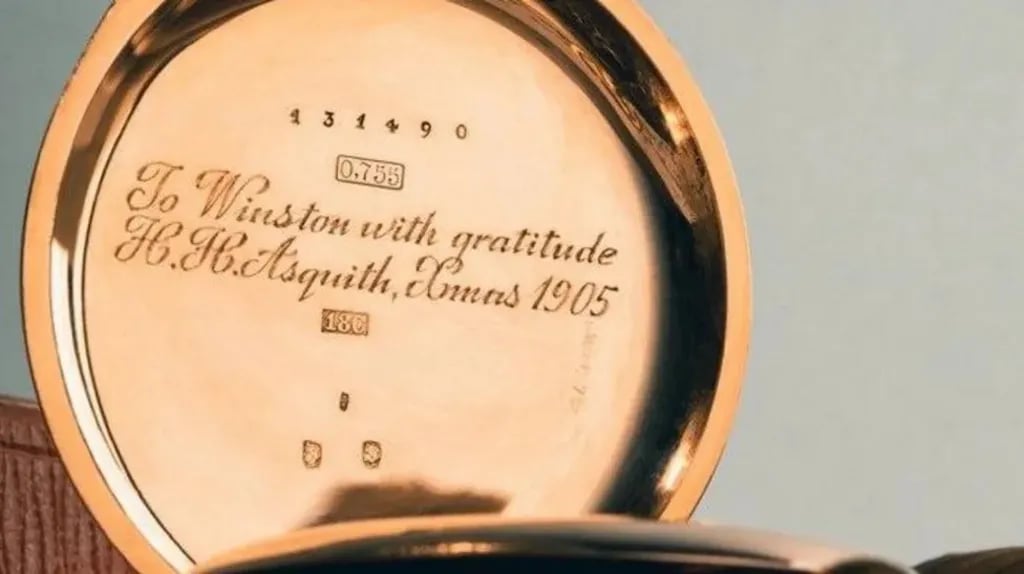 131490
0,755
To Winston with gratitude
H.H.Asquith, Xmas 1905
18C